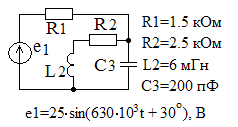 R1
R1=1.5 кОм
R2
R2=2.5 кОм
e1
L2
C3
L2=6 мГн
C3=200 пФ
e1=25·sin(630·10³t + 30°), В